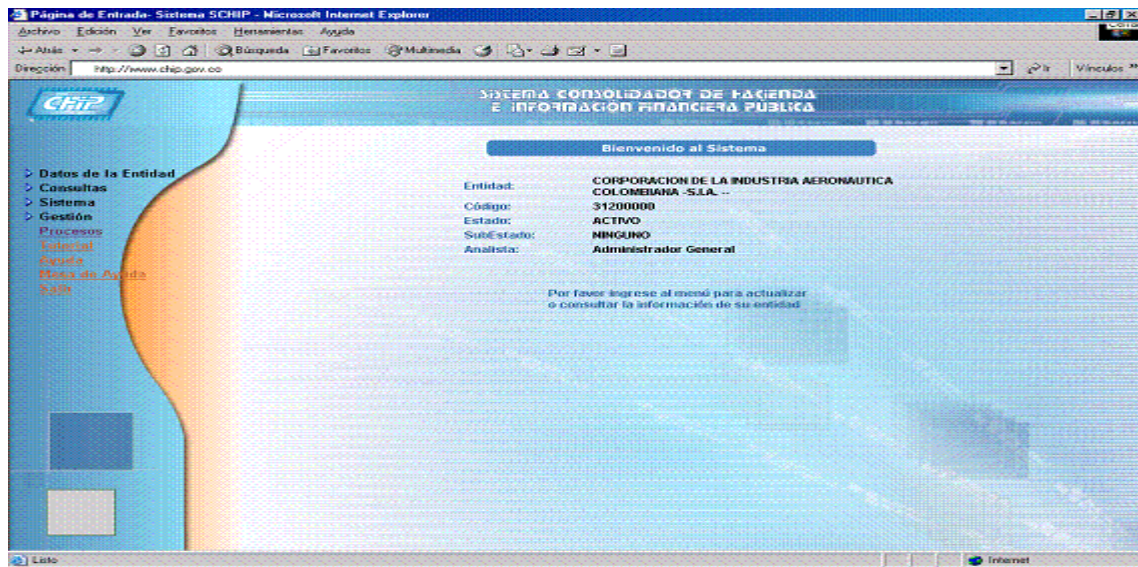 Página de Entrada- Sistema SCHIP - Microsoft Internet Explorer
Archivo Edición Ver Favoritos Herramientas Ayuda
Atrás Búsqueda Favoritos Multimedia
Dirección http://www.chip.gov.co Ir Vínculos »
CHIP
SISTEMA CONSOLIDADOR DE HACIENDA
E INFORMACIÓN FINANCIERA PUBLICA
Bienvenido al Sistema
Datos de la Entidad
Consultas
Sistema
Gestión
Procesos
Tutorial
Ayuda
Mapa de Ayuda
Salir
Entidad: CORPORACION DE LA INDUSTRIA AERONAUTICA
COLOMBIANA -S.I.A. --
Código: 31200000
Estado: ACTIVO
SubEstado: NINGUNO
Analista: Administrador General
Por favor ingrese al menú para actualizar
o consultar la información de su entidad
Listo Internet